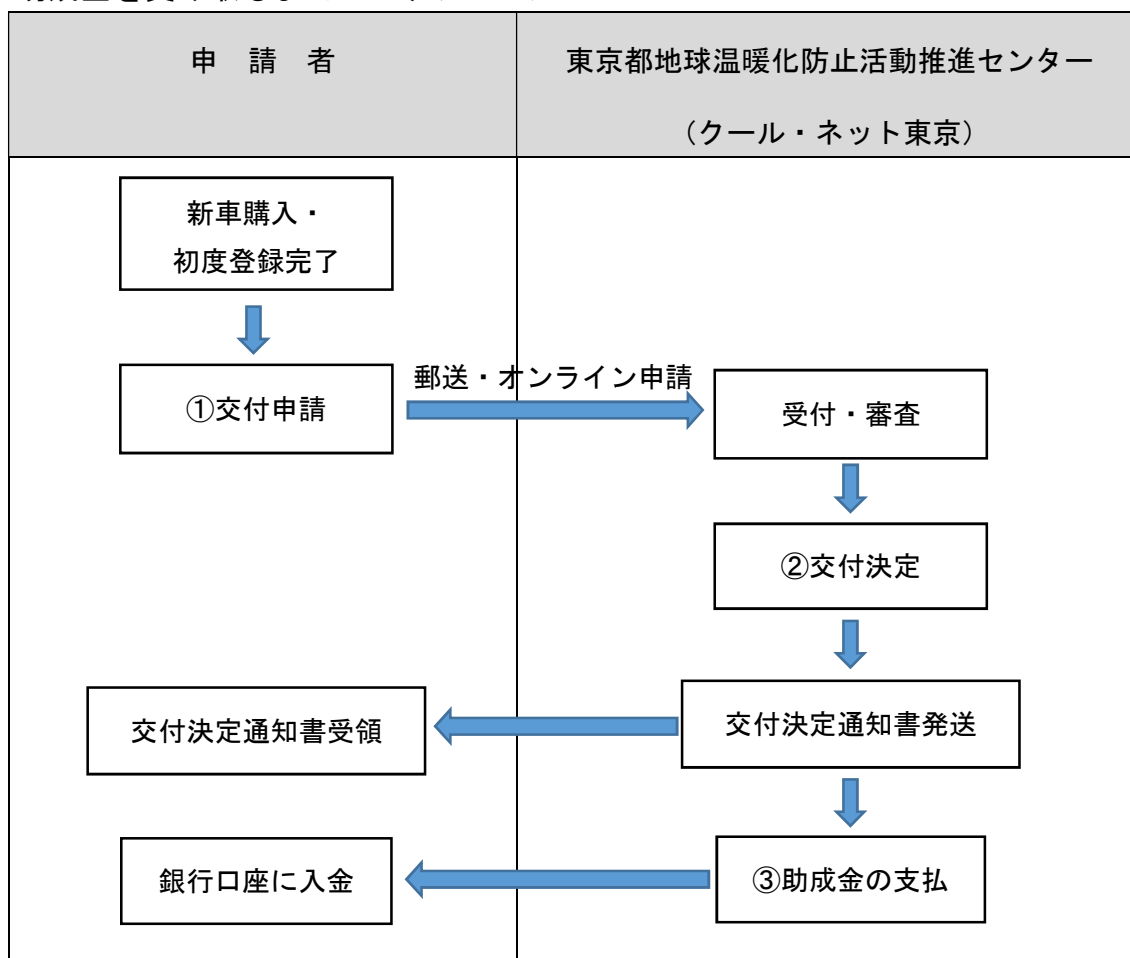 申 請 者
東京都地球温暖化防止活動推進センター
（クール・ネット東京）
新車購入・
初度登録完了
①交付申請
郵送・オンライン申請
受付・審査
②交付決定
交付決定通知書発送
交付決定通知書受領
③助成金の支払
銀行口座に入金